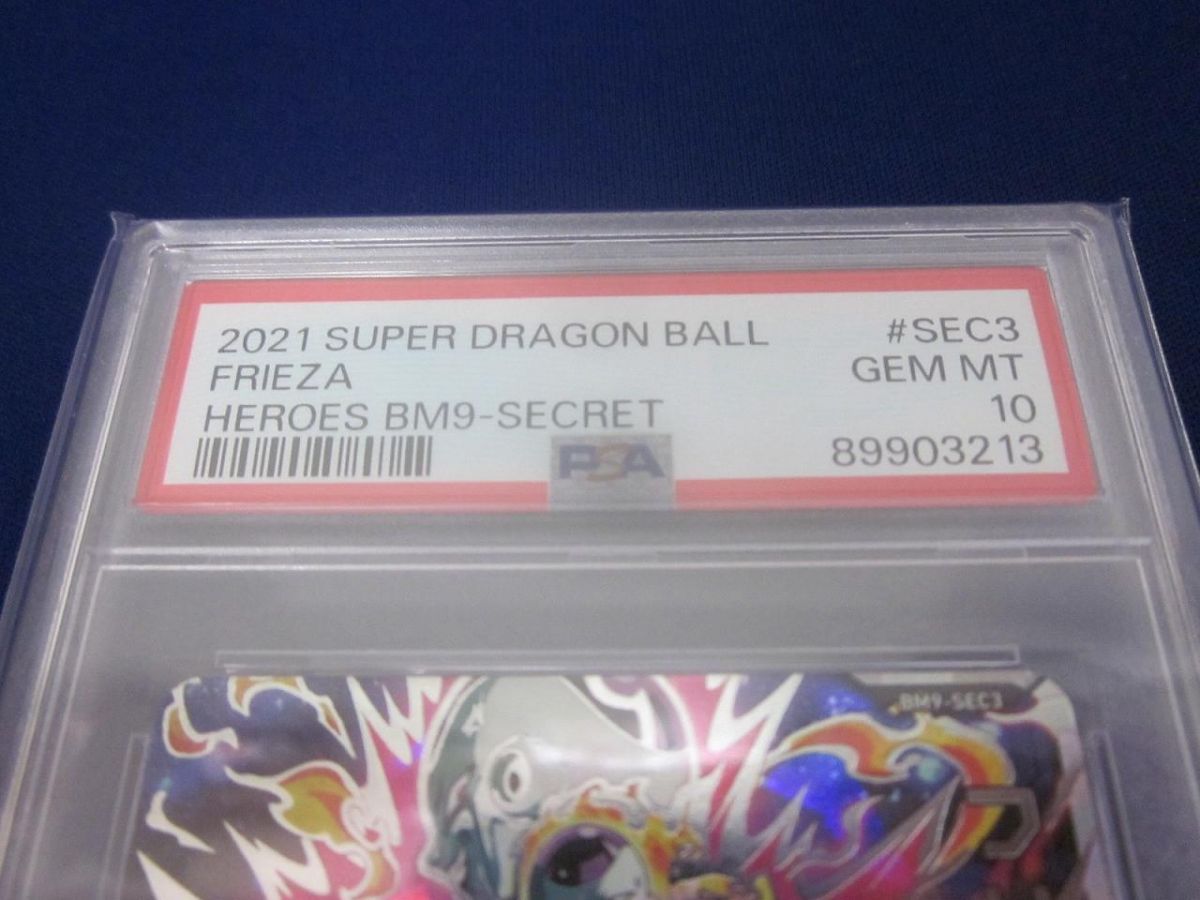 2021 SUPER DRAGON BALL #SEC3
FRIEZA GEM MT
HEROES BM9-SECRET 10
PSA 89903213
BM9-SEC3